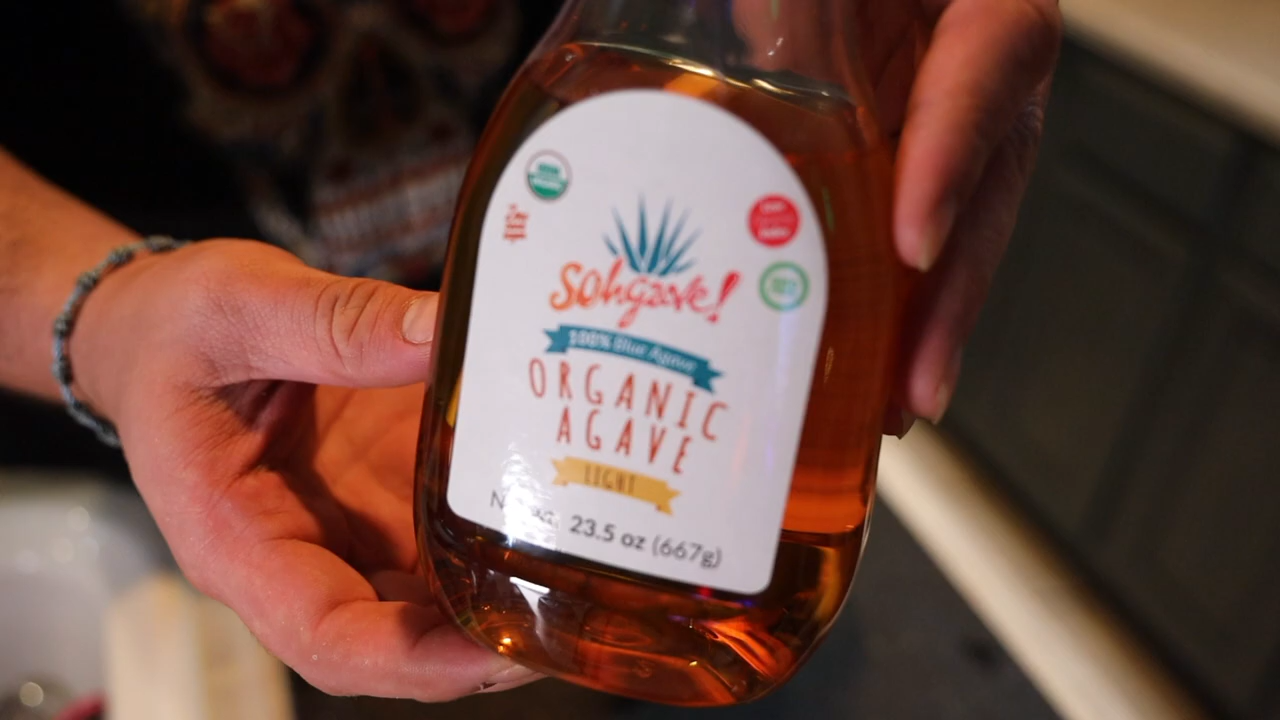 Sohgave!
100% Blue Agave
ORGANIC
AGAVE
LIGHT
23.5 oz (667g)